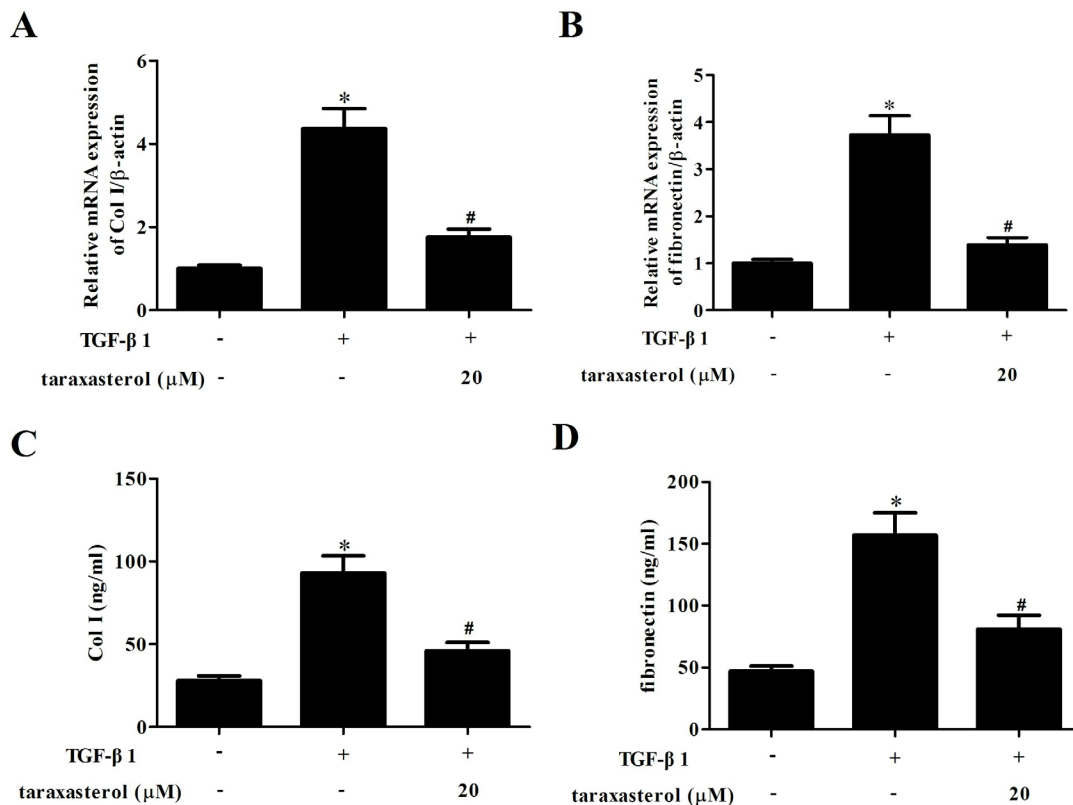 A
Relative mRNA expression
of Col I/β-actin
6
4
2
0
*
#
TGF-β 1 - + +
taraxasterol (μM) - - 20
B
Relative mRNA expression
of fibronectin/β-actin
5
4
3
2
1
0
*
#
TGF-β 1 - + +
taraxasterol (μM) - - 20
C
Col I (ng/ml)
150
100
50
0
*
#
TGF-β 1 - + +
taraxasterol (μM) - - 20
D
fibronectin (ng/ml)
200
150
100
50
0
*
#
TGF-β 1 - + +
taraxasterol (μM) - - 20